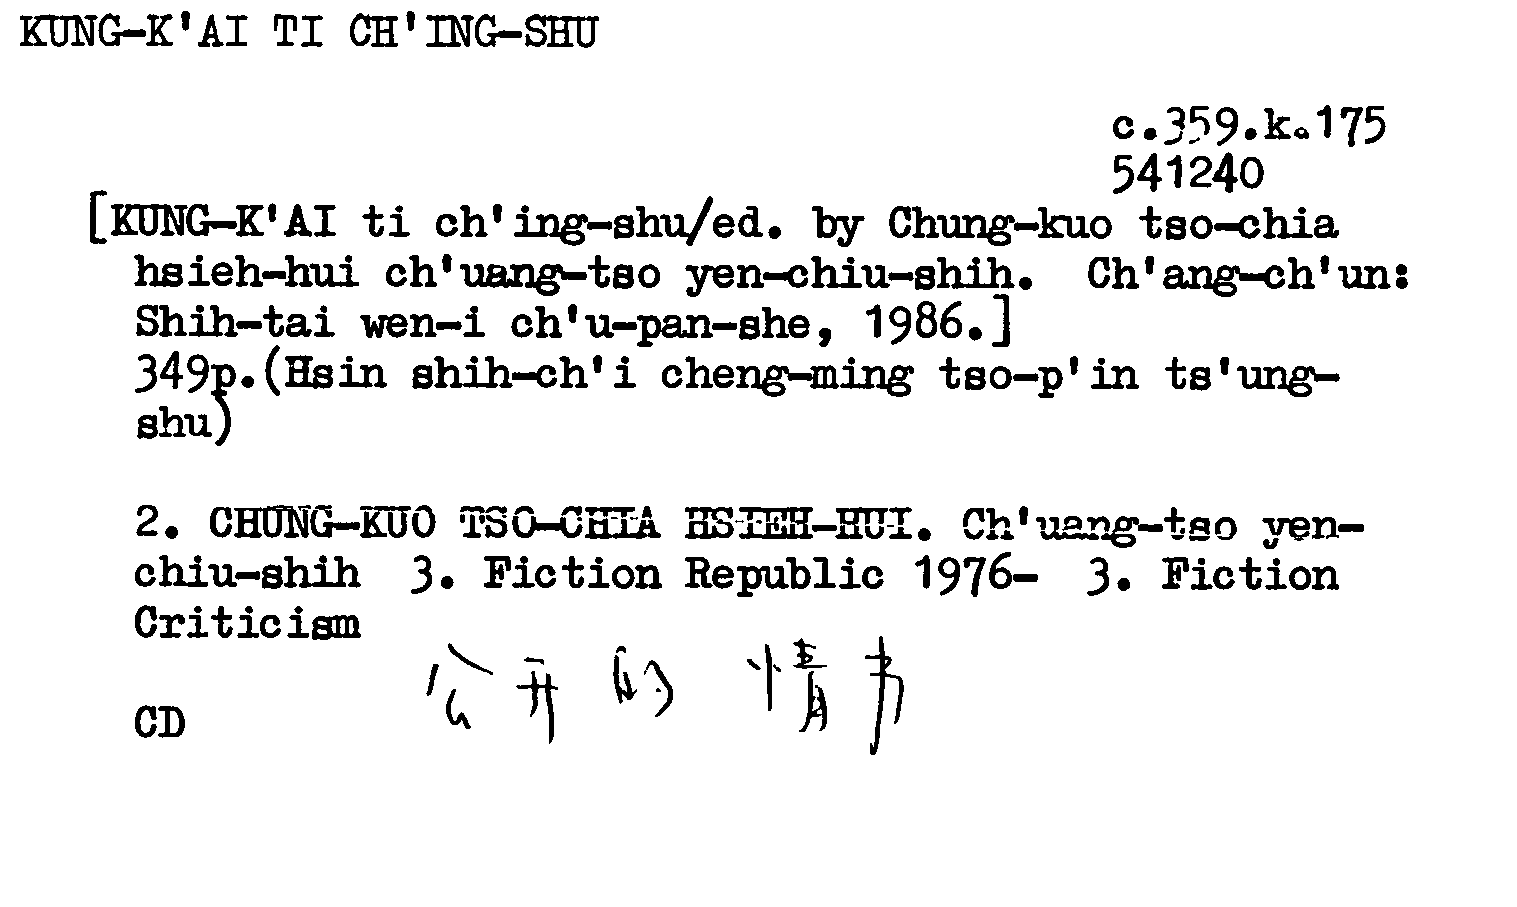 KUNG-K'AI TI CH'ING-SHU
c.359.k.175
541240
[KUNG-K'AI ti ch'ing-shu/ed. by Chung-kuo tso-chia
hsieh-hui ch'uang-tso yen-chiu-shih. Ch'ang-ch'un:
Shih-tai wen-i ch'u-pan-she, 1986.]
349p.(Hsin shih-ch'i cheng-ming tso-p'in ts'ung-
shu)
2. CHUNG-KUO TSO-CHIA HSIEH-HUI. Ch'uang-tso yen-
chiu-shih 3. Fiction Republic 1976- 3. Fiction
Criticism
公开的情书
CD